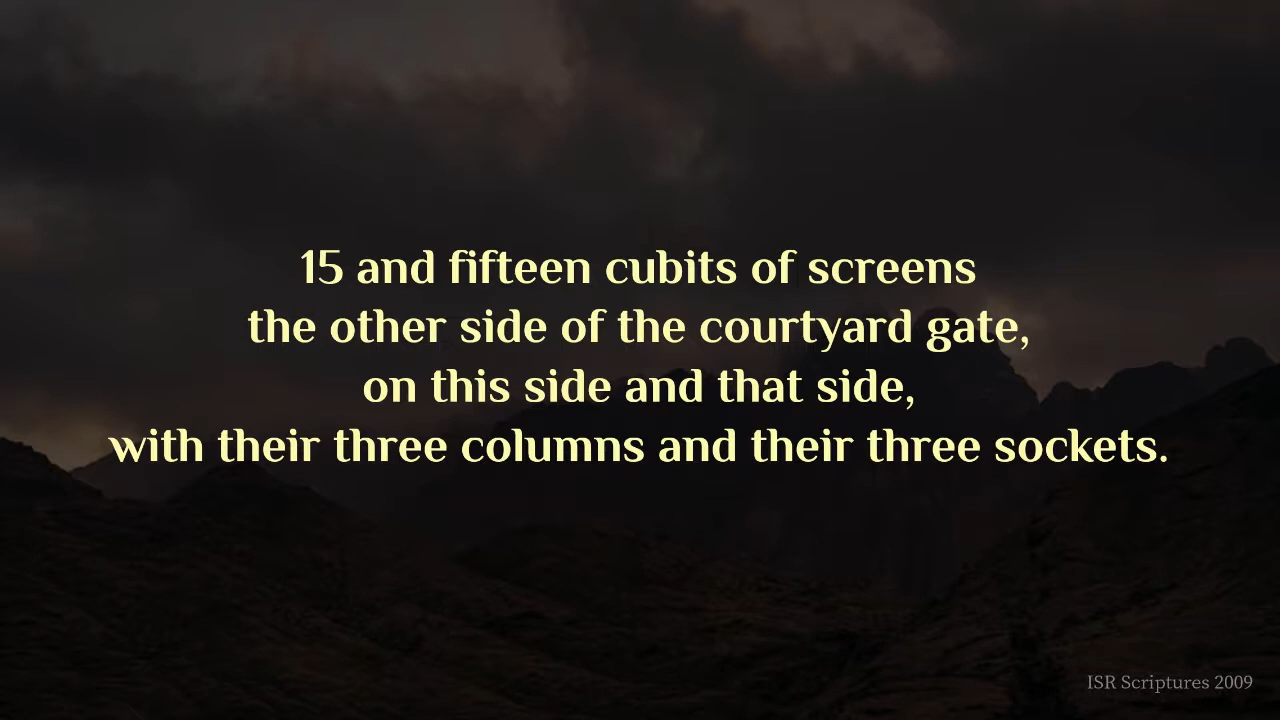 15 and fifteen cubits of screens
the other side of the courtyard gate,
on this side and that side,
with their three columns and their three sockets.
ISR Scriptures 2009